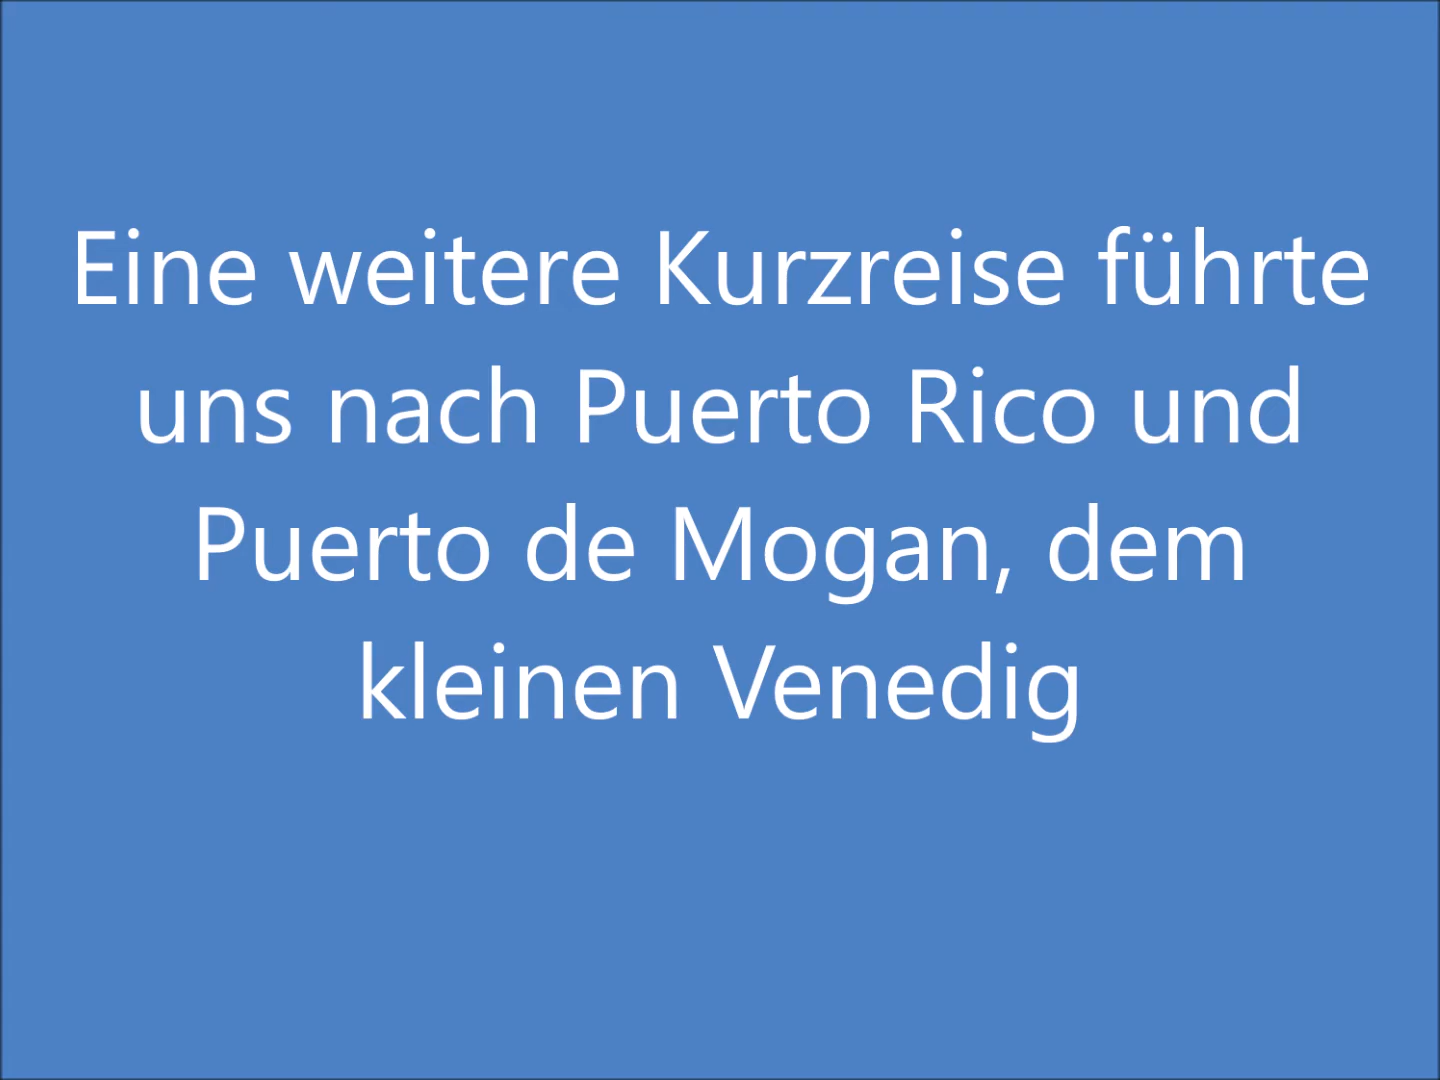 Eine weitere Kurzreise führte
uns nach Puerto Rico und
Puerto de Mogan, dem
kleinen Venedig